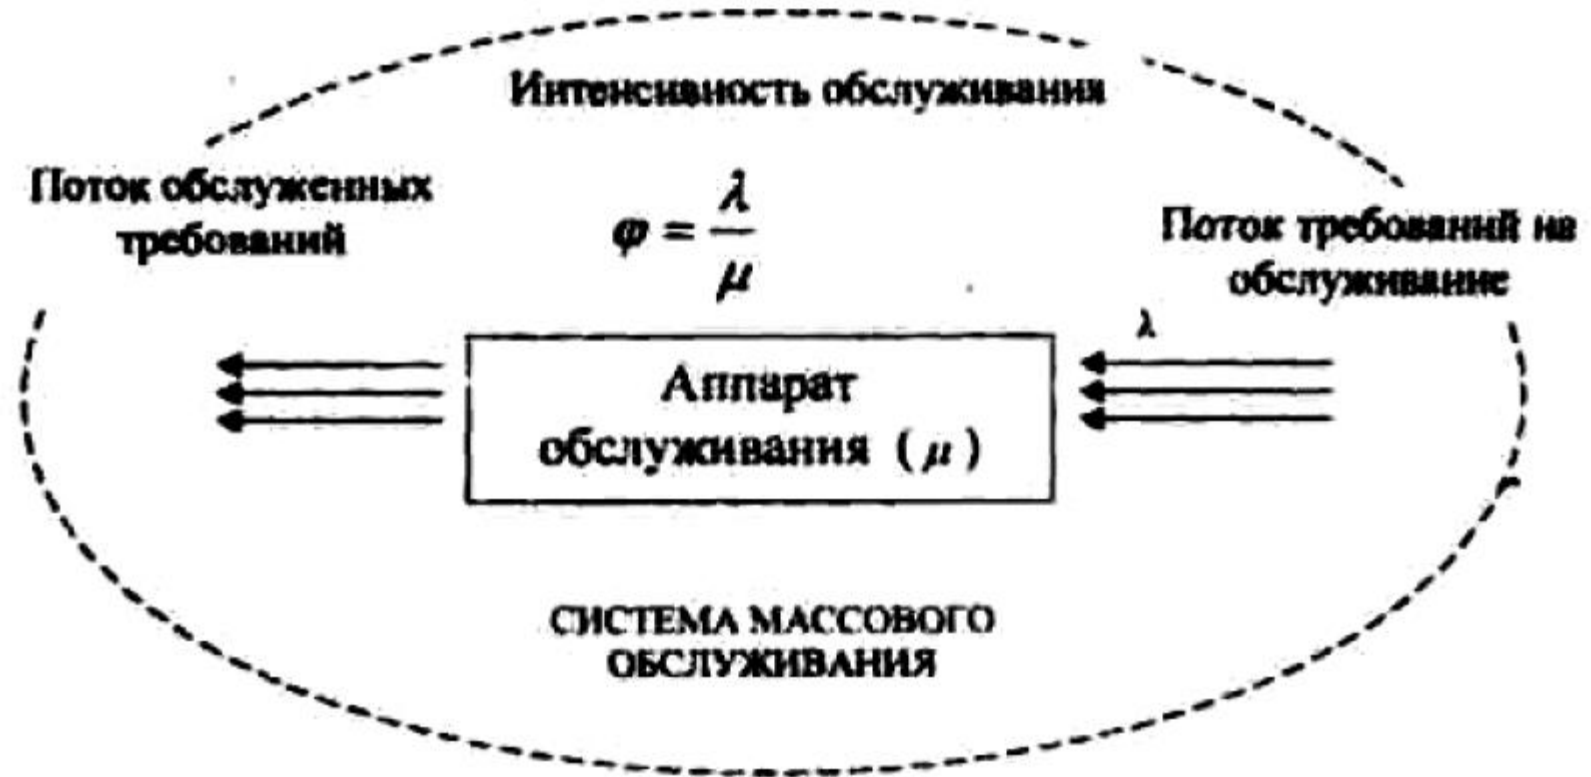 Интенсивность обслуживания
Поток обслуженных
требований
φ = λ / μ
Поток требований на
обслуживание
λ
Аппарат
обслуживания ( μ )
СИСТЕМА МАССОВОГО
ОБСЛУЖИВАНИЯ